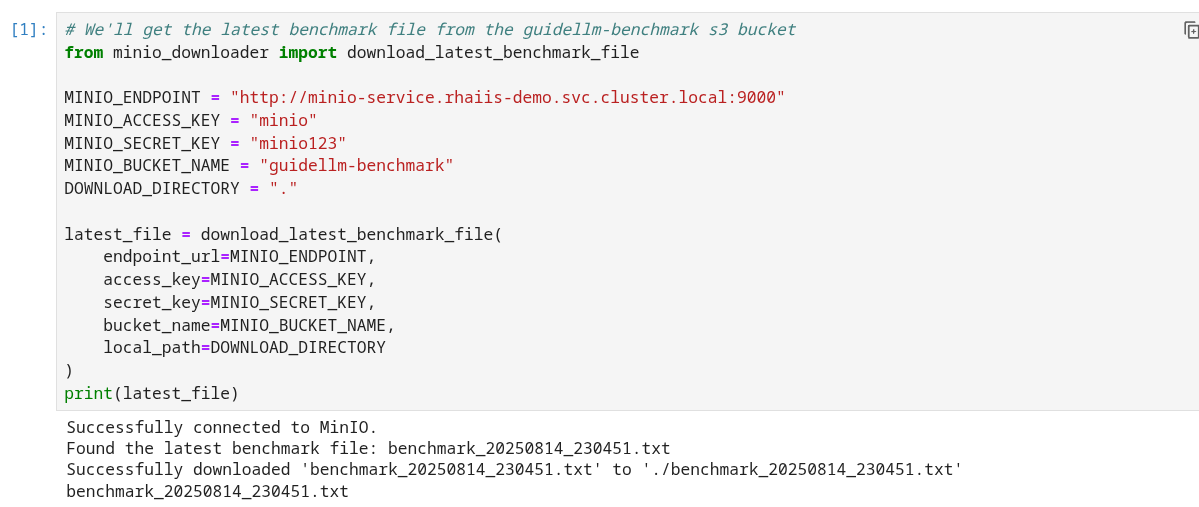 [1]: # We'll get the latest benchmark file from the guidellm-benchmark s3 bucket
from minio_downloader import download_latest_benchmark_file

MINIO_ENDPOINT = "http://minio-service.rhaiis-demo.svc.cluster.local:9000"
MINIO_ACCESS_KEY = "minio"
MINIO_SECRET_KEY = "minio123"
MINIO_BUCKET_NAME = "guidellm-benchmark"
DOWNLOAD_DIRECTORY = "."

latest_file = download_latest_benchmark_file(
    endpoint_url=MINIO_ENDPOINT,
    access_key=MINIO_ACCESS_KEY,
    secret_key=MINIO_SECRET_KEY,
    bucket_name=MINIO_BUCKET_NAME,
    local_path=DOWNLOAD_DIRECTORY
)
print(latest_file)
Successfully connected to MinIO.
Found the latest benchmark file: benchmark_20250814_230451.txt
Successfully downloaded 'benchmark_20250814_230451.txt' to './benchmark_20250814_230451.txt'
benchmark_20250814_230451.txt